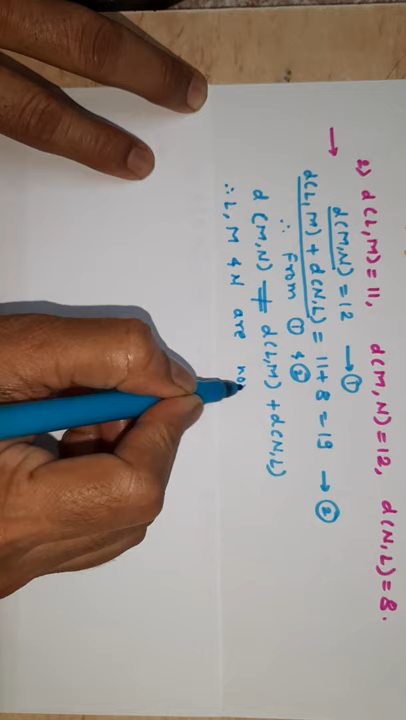 2) d(L,M)=11, d(M,N)=12, d(N,L)=8.
→ d(M,N) = 12 → ①
d(L,M) + d(N,L) = 11+8 = 19 → ②
∴ from ① & ②
d(M,N) ≠ d(L,M) + d(N,L)
∴ L, M & N are